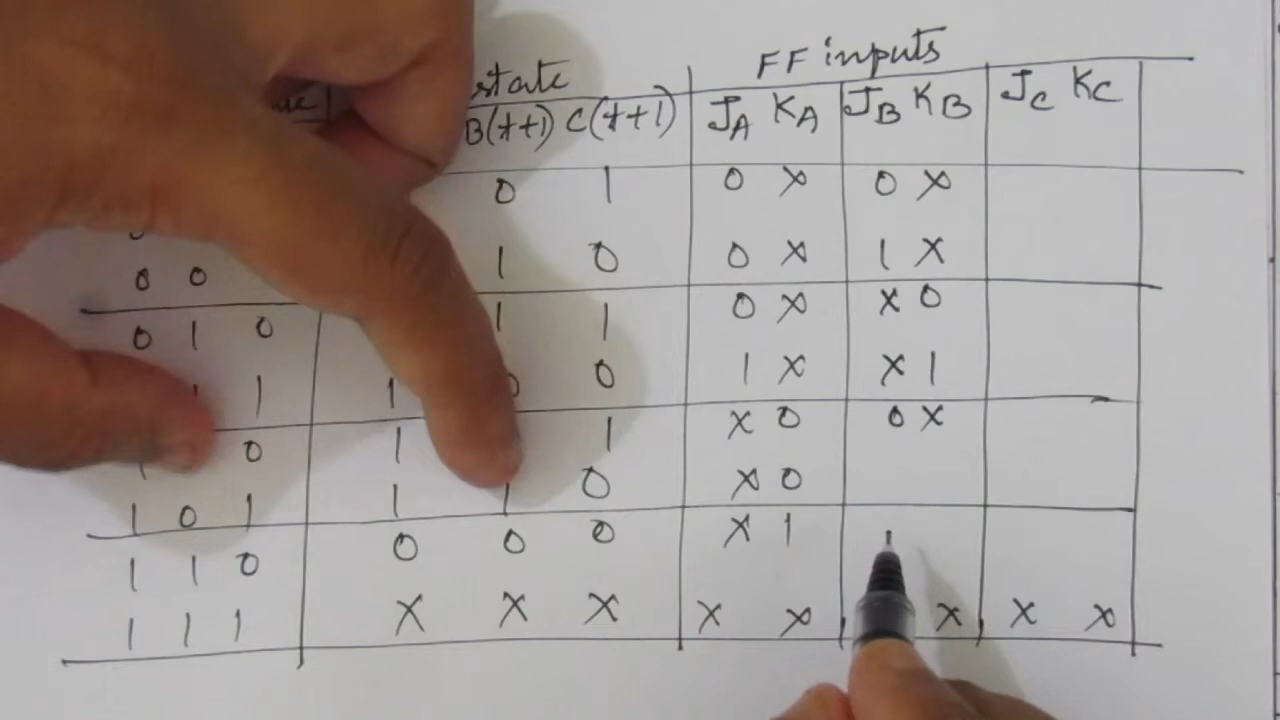 state FF inputs
B(t+1) C(t+1) JA KA JB KB JC KC
0 1 0 X 0 X
0 0 1 0 0 X 1 X
0 1 0 1 1 0 X X 0
1 1 0 0 1 X X 1
0 1 1 X 0 0 X
1 0 1 1 1 0 X 0
1 1 0 0 0 0 X 1
1 1 1 X X X X X X X X